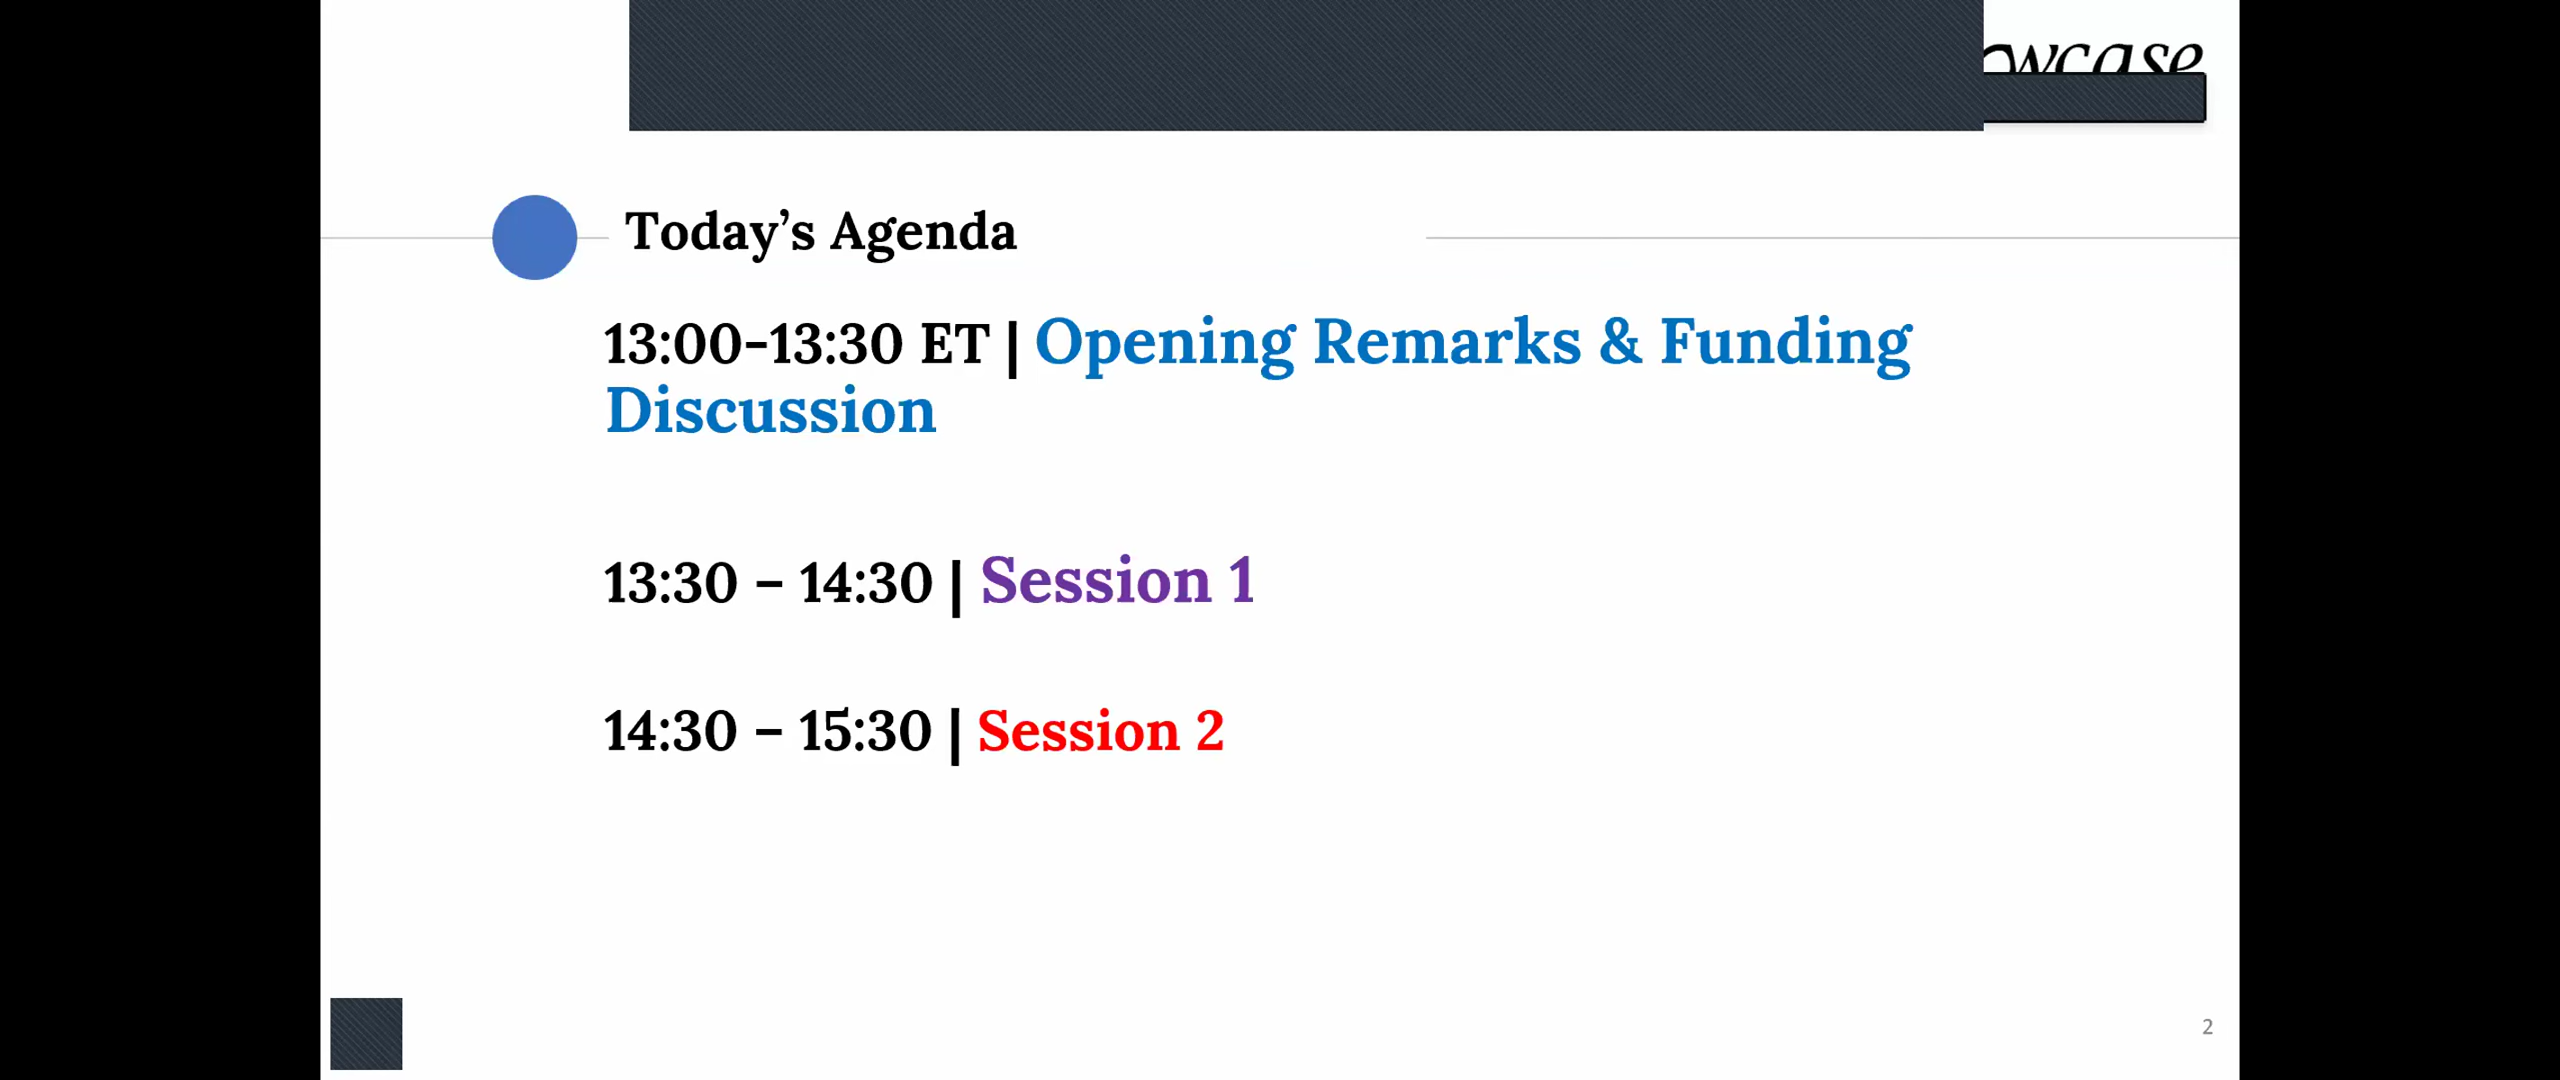 Today’s Agenda
13:00-13:30 ET | Opening Remarks & Funding
Discussion
13:30 – 14:30 | Session 1
14:30 – 15:30 | Session 2
2